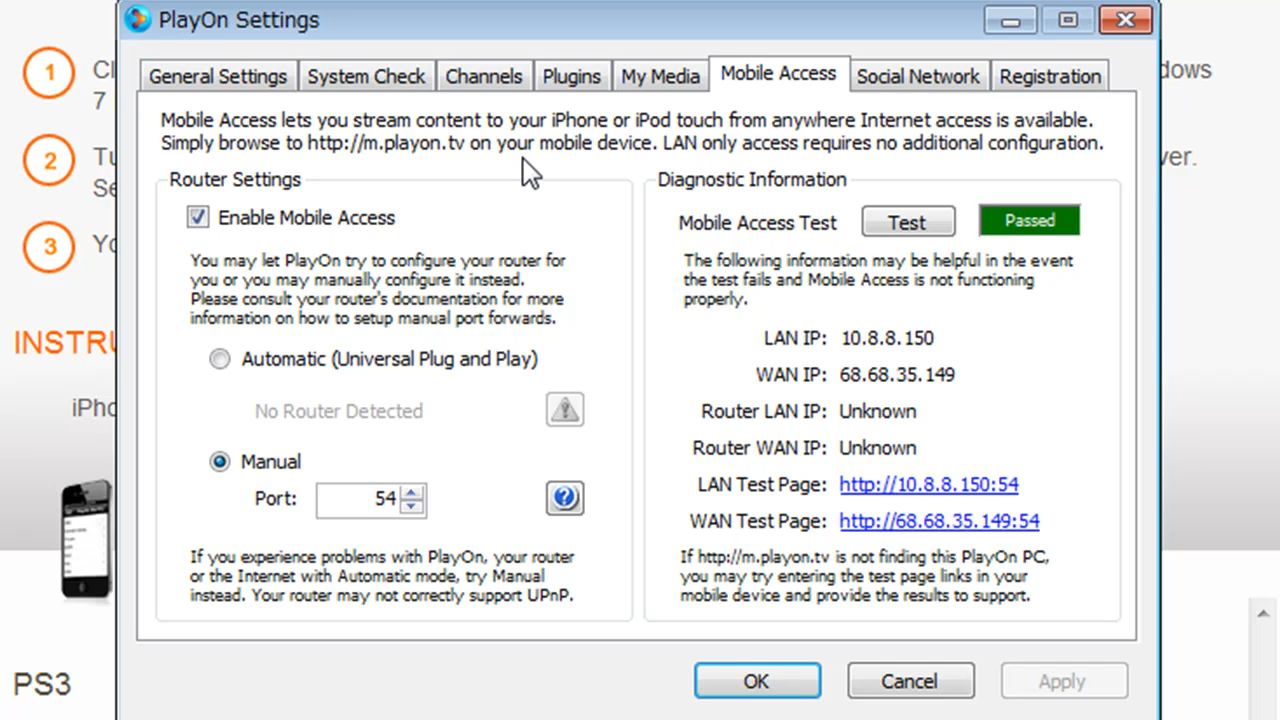 PlayOn Settings
1
Cl
dows
7
2
Tu
ver.
Se
3
Yo
INSTRU
iPho
PS3
General Settings
System Check
Channels
Plugins
My Media
Mobile Access
Social Network
Registration
Mobile Access lets you stream content to your iPhone or iPod touch from anywhere Internet access is available.
Simply browse to http://m.playon.tv on your mobile device. LAN only access requires no additional configuration.
Router Settings
Enable Mobile Access
You may let PlayOn try to configure your router for
you or you may manually configure it instead.
Please consult your router's documentation for more
information on how to setup manual port forwards.
Automatic (Universal Plug and Play)
No Router Detected
Manual
Port: 54
If you experience problems with PlayOn, your router
or the Internet with Automatic mode, try Manual
instead. Your router may not correctly support UPnP.
Diagnostic Information
Mobile Access Test
Test
Passed
The following information may be helpful in the event
the test fails and Mobile Access is not functioning
properly.
LAN IP: 10.8.8.150
WAN IP: 68.68.35.149
Router LAN IP: Unknown
Router WAN IP: Unknown
LAN Test Page: http://10.8.8.150:54
WAN Test Page: http://68.68.35.149:54
If http://m.playon.tv is not finding this PlayOn PC,
you may try entering the test page links in your
mobile device and provide the results to support.
OK
Cancel
Apply